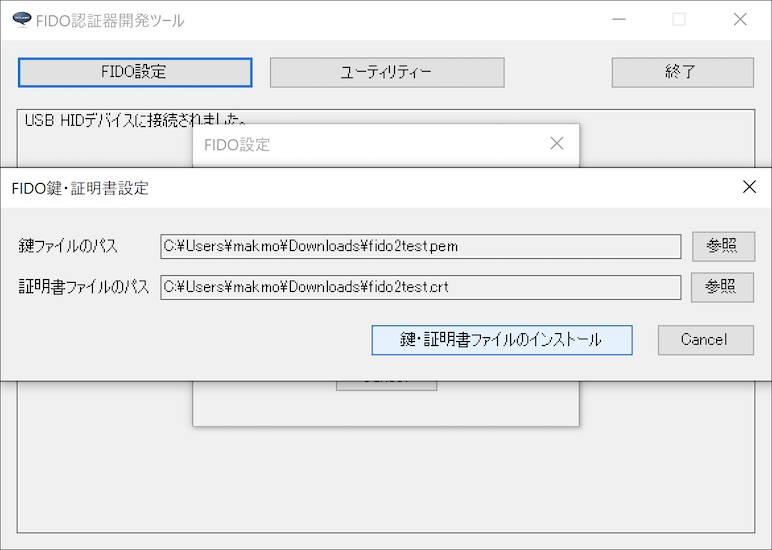 FIDO認証器開発ツール
FIDO設定 ユーティリティー 終了
USB HIDデバイスに接続されました。
FIDO設定
FIDO鍵・証明書設定
鍵ファイルのパス C:¥Users¥makmo¥Downloads¥fido2test.pem 参照
証明書ファイルのパス C:¥Users¥makmo¥Downloads¥fido2test.crt 参照
鍵・証明書ファイルのインストール Cancel